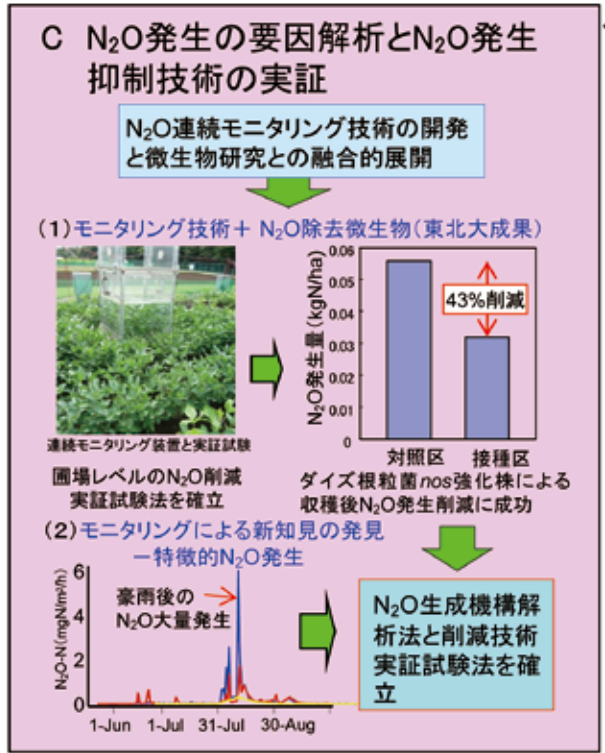 C N₂O発生の要因解析とN₂O発生
抑制技術の実証
N₂O連続モニタリング技術の開発
と微生物研究との融合的展開
(1)モニタリング技術+ N₂O除去微生物(東北大成果)
連続モニタリング装置と実証試験
圃場レベルのN₂O削減
実証試験法を確立
N₂O発生量(kgN/ha)
0.06
0.05
0.04
0.03
0.02
0.01
0
43%削減
対照区 接種区
ダイズ根粒菌nos強化株による
収穫後N₂O発生削減に成功
(2)モニタリングによる新知見の発見
ー特徴的N₂O発生
N₂O-N(mgN/m²/h)
6
4
2
0
豪雨後の
N₂O大量発生
1-Jun 1-Jul 31-Jul 30-Aug
N₂O生成機構解
析法と削減技術
実証試験法を確
立